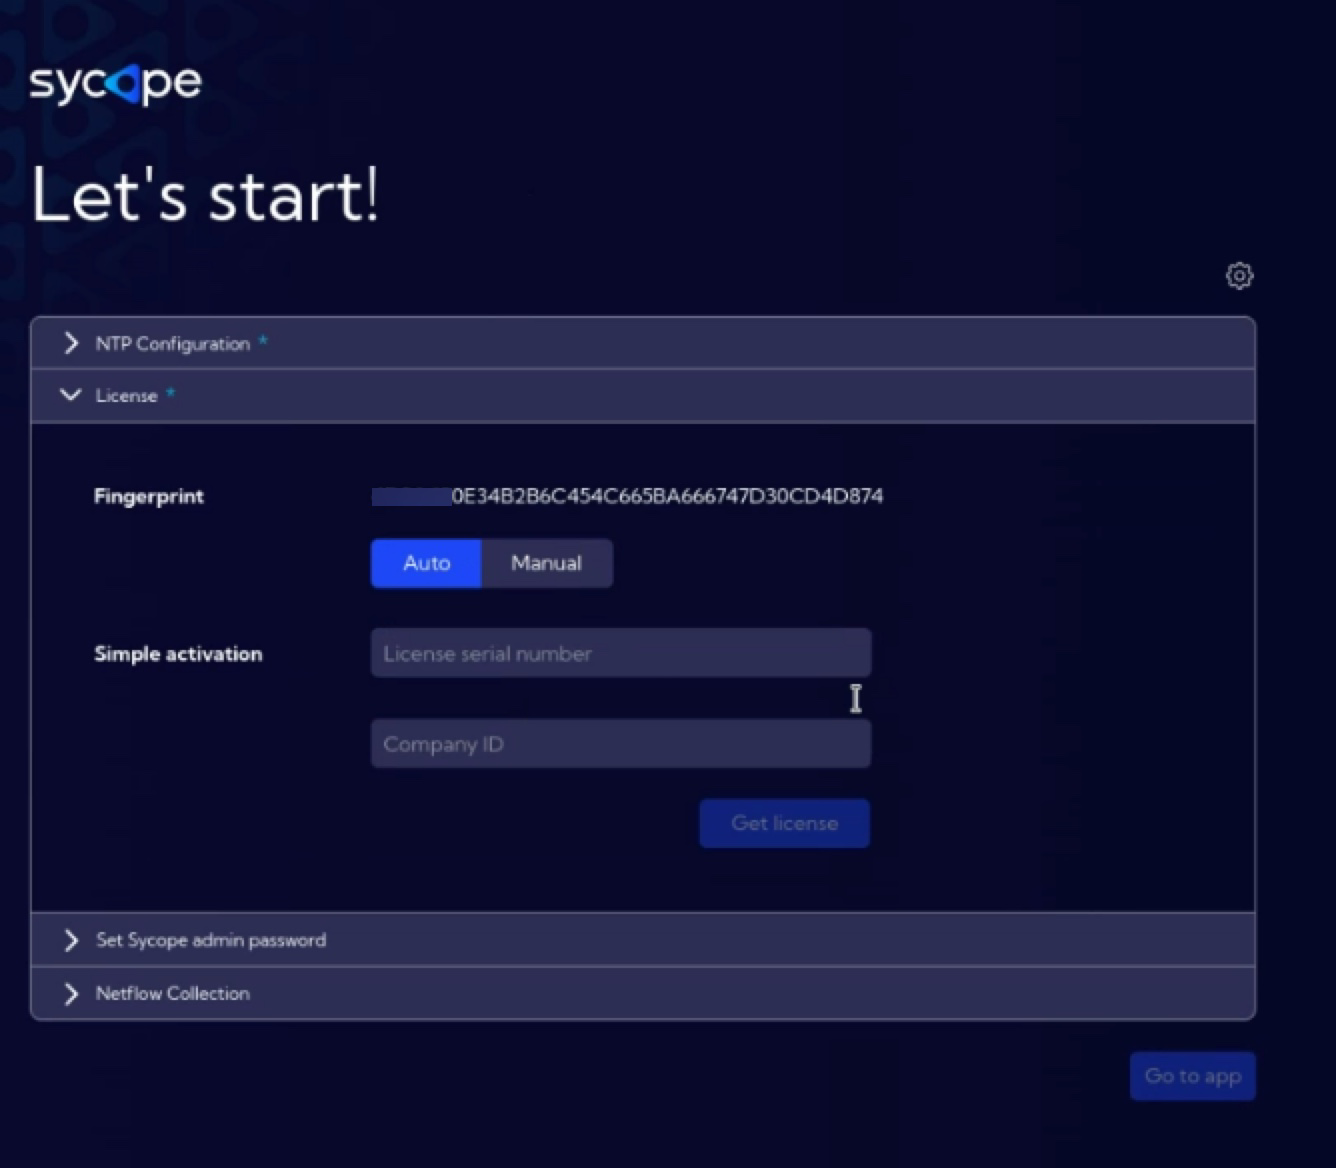 sycope
Let's start!
NTP Configuration *
License *
Fingerprint
0E34B2B6C454C665BA666747D30CD4D874
Auto Manual
Simple activation
License serial number
Company ID
Get license
Set Sycope admin password
Netflow Collection
Go to app